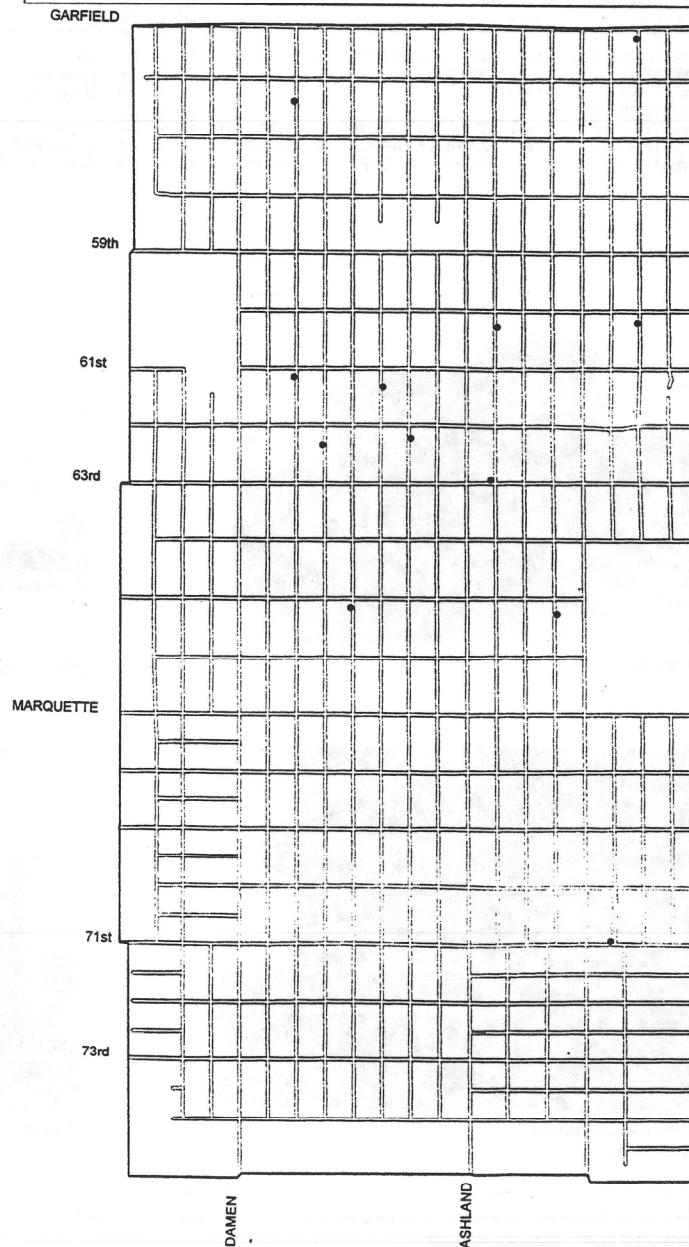 GARFIELD
59th
61st
63rd
MARQUETTE
71st
73rd
DAMEN
ASHLAND